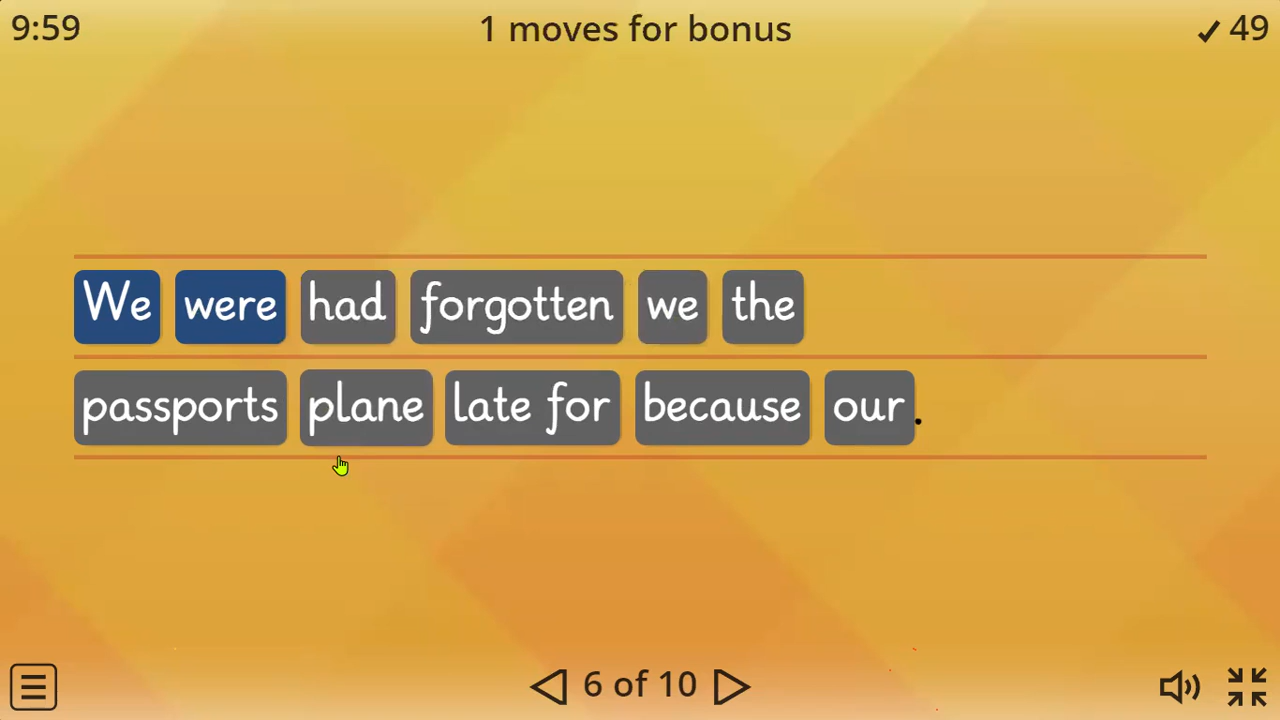 9:59 1 moves for bonus ✓ 49
We were had forgotten we the
passports plane late for because our.
6 of 10